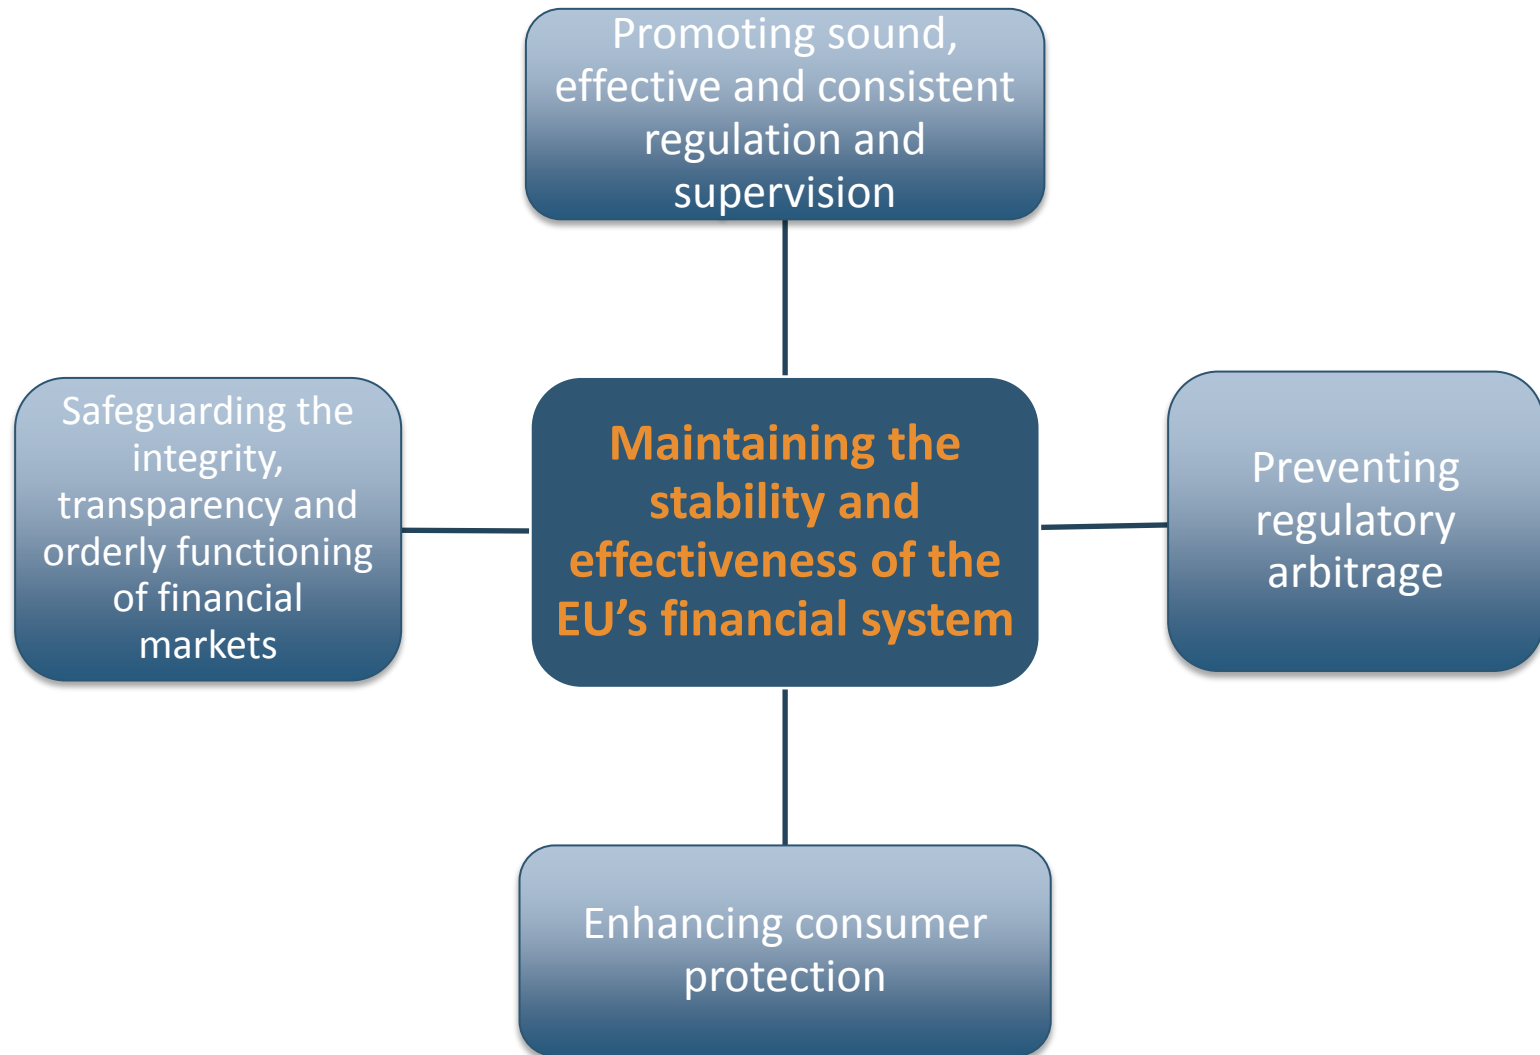 Promoting sound,
effective and consistent
regulation and
supervision
Safeguarding the
integrity,
transparency and
orderly functioning
of financial
markets
Maintaining the
stability and
effectiveness of the
EU’s financial system
Preventing
regulatory
arbitrage
Enhancing consumer
protection